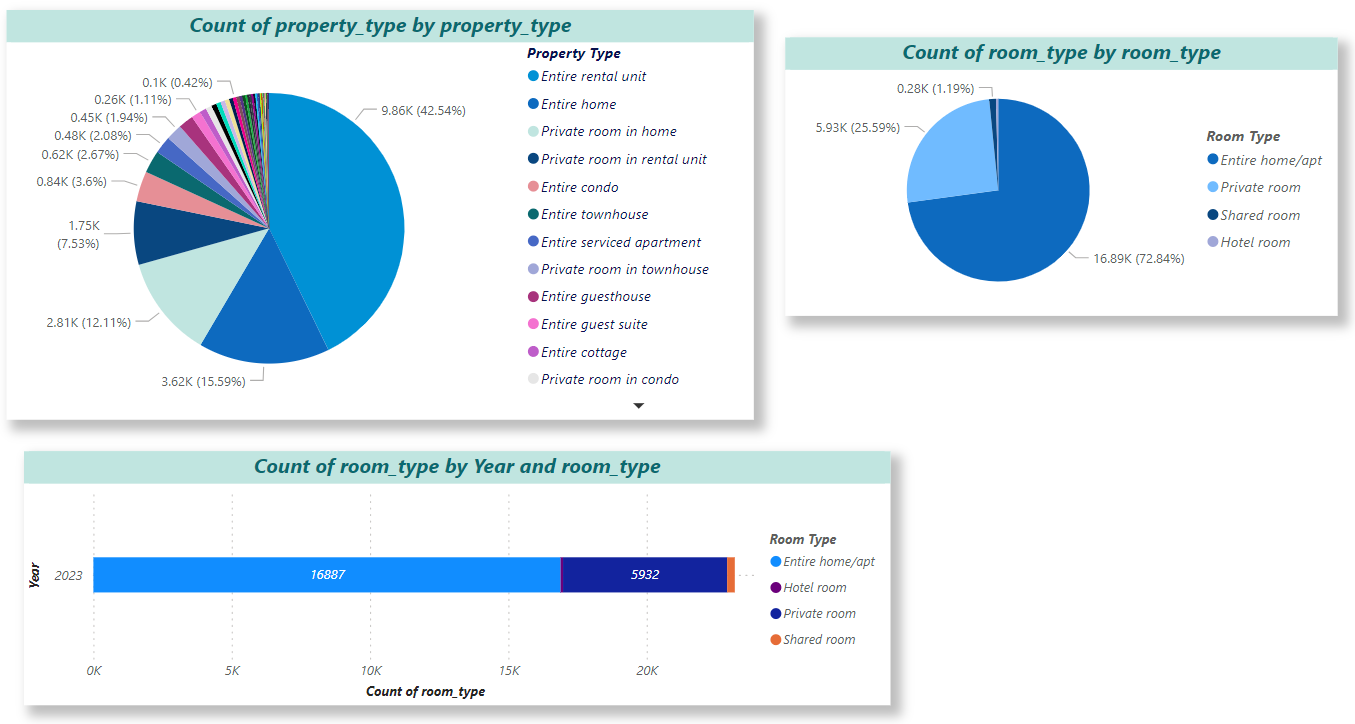 Count of property_type by property_type
Property Type
Entire rental unit
Entire home
Private room in home
Private room in rental unit
Entire condo
Entire townhouse
Entire serviced apartment
Private room in townhouse
Entire guesthouse
Entire guest suite
Entire cottage
Private room in condo
0.1K (0.42%)
0.26K (1.11%)
0.45K (1.94%)
0.48K (2.08%)
0.62K (2.67%)
0.84K (3.6%)
1.75K
(7.53%)
2.81K (12.11%)
3.62K (15.59%)
9.86K (42.54%)
Count of room_type by room_type
0.28K (1.19%)
5.93K (25.59%)
16.89K (72.84%)
Room Type
Entire home/apt
Private room
Shared room
Hotel room
Count of room_type by Year and room_type
Year
2023
16887
5932
0K
5K
10K
15K
20K
Count of room_type
Room Type
Entire home/apt
Hotel room
Private room
Shared room